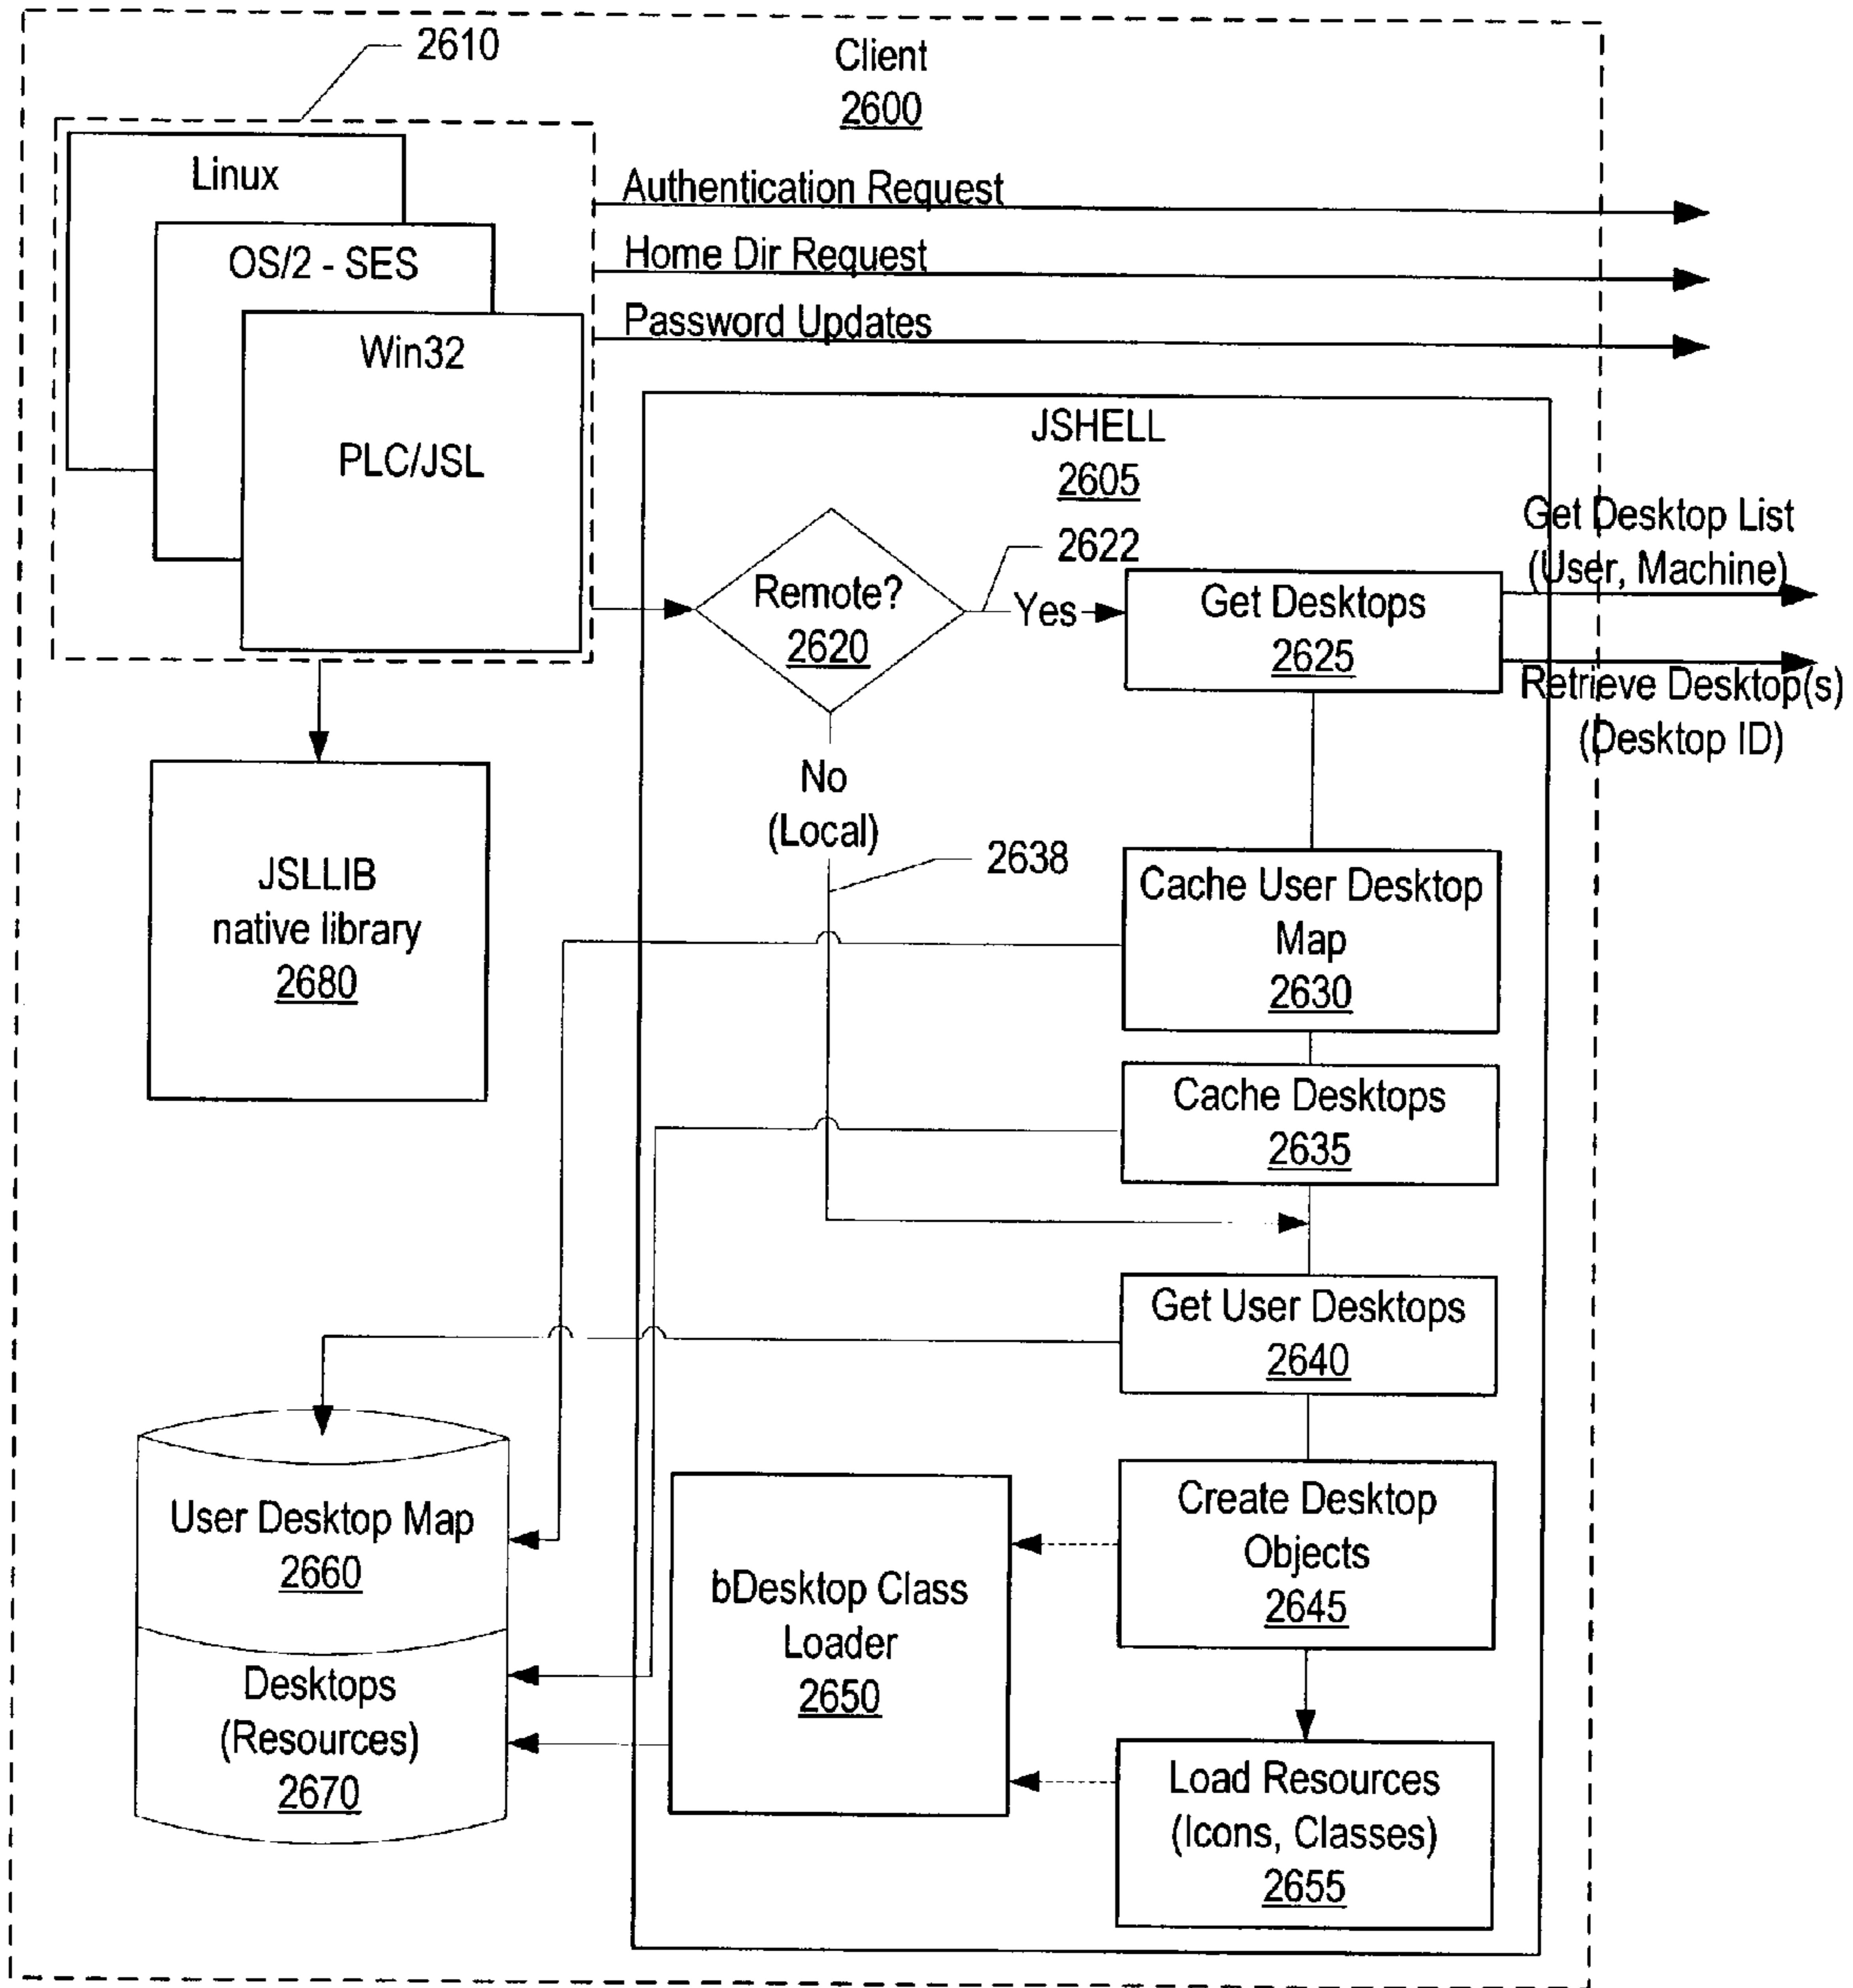 2610
Client
2600
Linux
OS/2 - SES
Win32
PLC/JSL
Authentication Request
Home Dir Request
Password Updates
JSHELL
2605
Remote?
2620
2622
Yes
Get Desktops
2625
Get Desktop List
(User, Machine)
Retrieve Desktop(s)
(Desktop ID)
No
(Local)
2638
JSLLIB
native library
2680
Cache User Desktop
Map
2630
Cache Desktops
2635
Get User Desktops
2640
User Desktop Map
2660
Desktops
(Resources)
2670
bDesktop Class
Loader
2650
Create Desktop
Objects
2645
Load Resources
(Icons, Classes)
2655